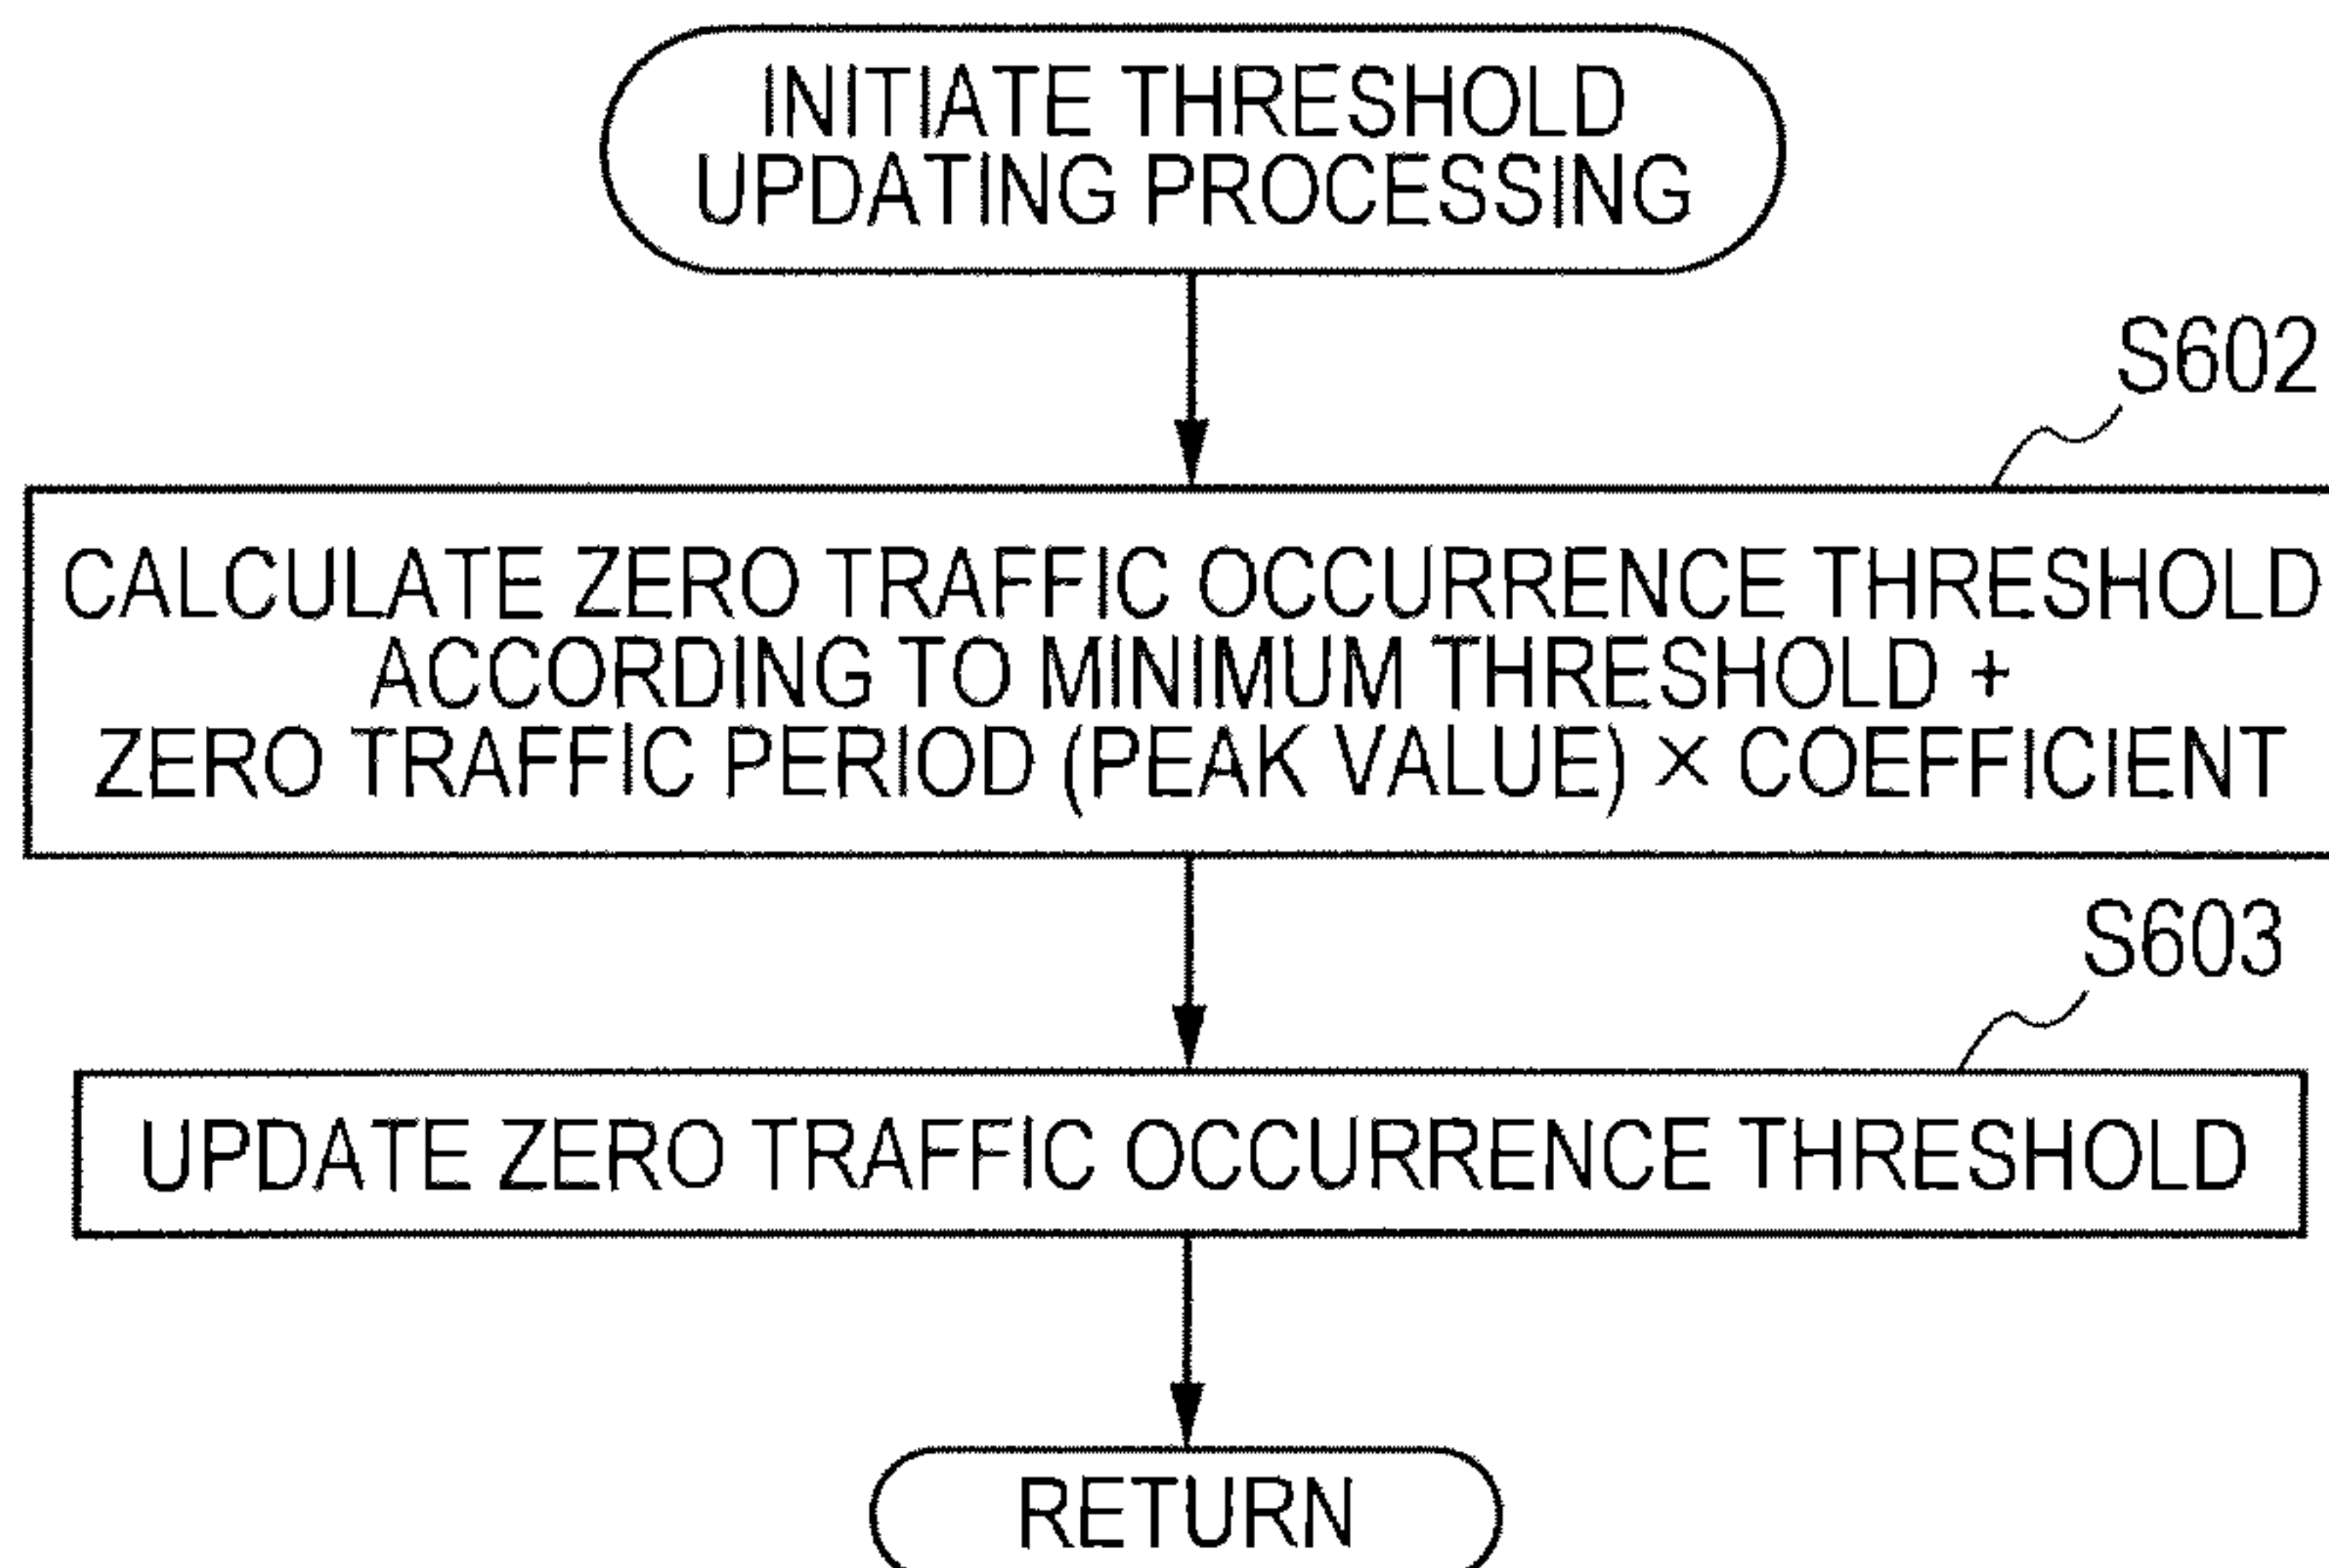 INITIATE THRESHOLD
UPDATING PROCESSING
S602
CALCULATE ZERO TRAFFIC OCCURRENCE THRESHOLD
ACCORDING TO MINIMUM THRESHOLD +
ZERO TRAFFIC PERIOD (PEAK VALUE) × COEFFICIENT
S603
UPDATE ZERO TRAFFIC OCCURRENCE THRESHOLD
RETURN